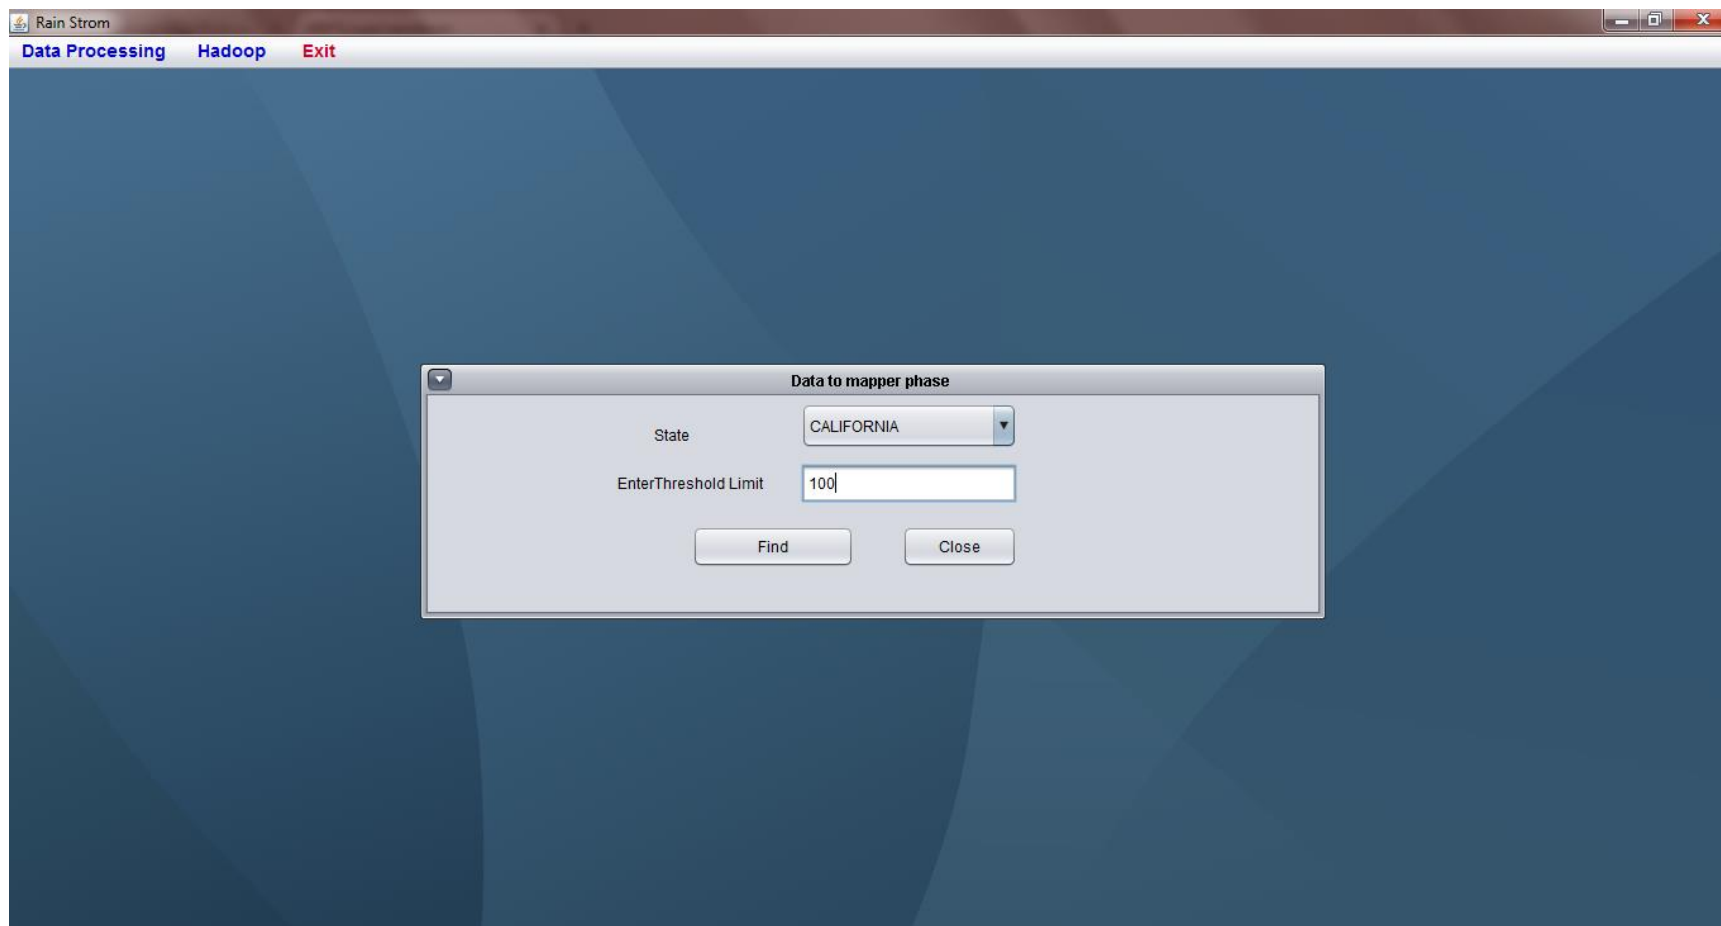 Rain Strom
Data Processing Hadoop Exit
Data to mapper phase
State CALIFORNIA
EnterThreshold Limit 100
Find Close